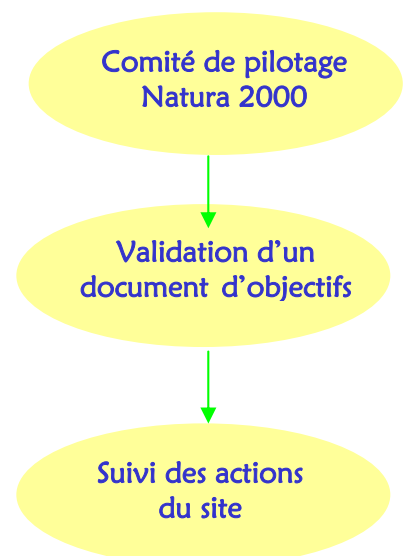 Comité de pilotage
Natura 2000
Validation d’un
document d’objectifs
Suivi des actions
du site